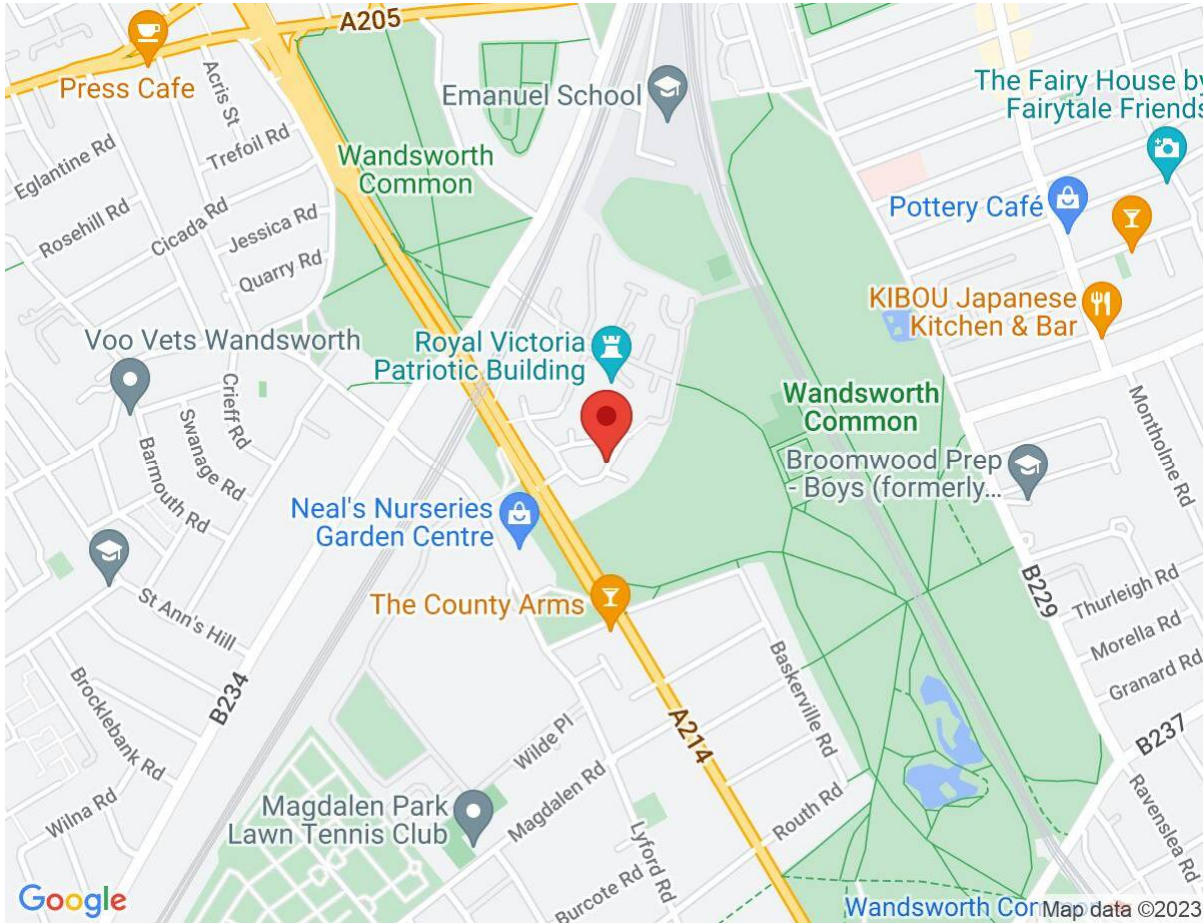 A205
Press Cafe
Acris St
Emanuel School
The Fairy House by
Fairytale Friends
Trefoil Rd
Eglantine Rd
Wandsworth
Common
Rosehill Rd
Cicada Rd
Jessica Rd
Quarry Rd
Pottery Café
KIBOU Japanese
Kitchen & Bar
Voo Vets Wandsworth
Royal Victoria
Patriotic Building
Crieff Rd
Swanage Rd
Barmouth Rd
Wandsworth
Common
Montholme Rd
Broomwood Prep
- Boys (formerly...
Neal's Nurseries
Garden Centre
B229
Thurleigh Rd
The County Arms
St Ann's Hill
Morella Rd
Granard Rd
Baskerville Rd
Brocklebank Rd
B234
A214
B237
Wilde Pl
Magdalen Rd
Wilna Rd
Magdalen Park
Lawn Tennis Club
Lyford Rd
Routh Rd
Ravenslea Rd
Burcote Rd
Google
Wandsworth
Map data ©2023